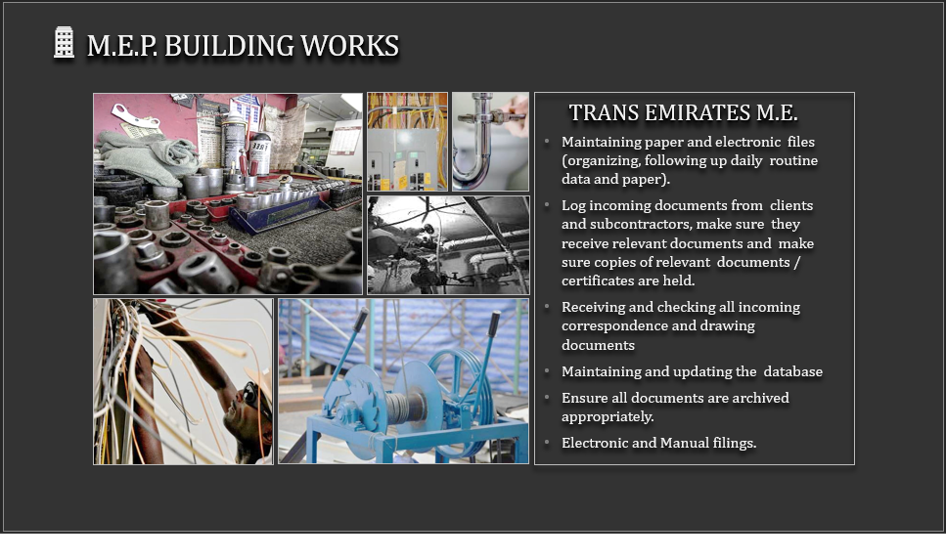 M.E.P. BUILDING WORKS
TRANS EMIRATES M.E.
Maintaining paper and electronic files
(organizing, following up daily routine
data and paper).
Log incoming documents from clients
and subcontractors, make sure they
receive relevant documents and make
sure copies of relevant documents /
certificates are held.
Receiving and checking all incoming
correspondence and drawing
documents
Maintaining and updating the database
Ensure all documents are archived
appropriately.
Electronic and Manual filings.